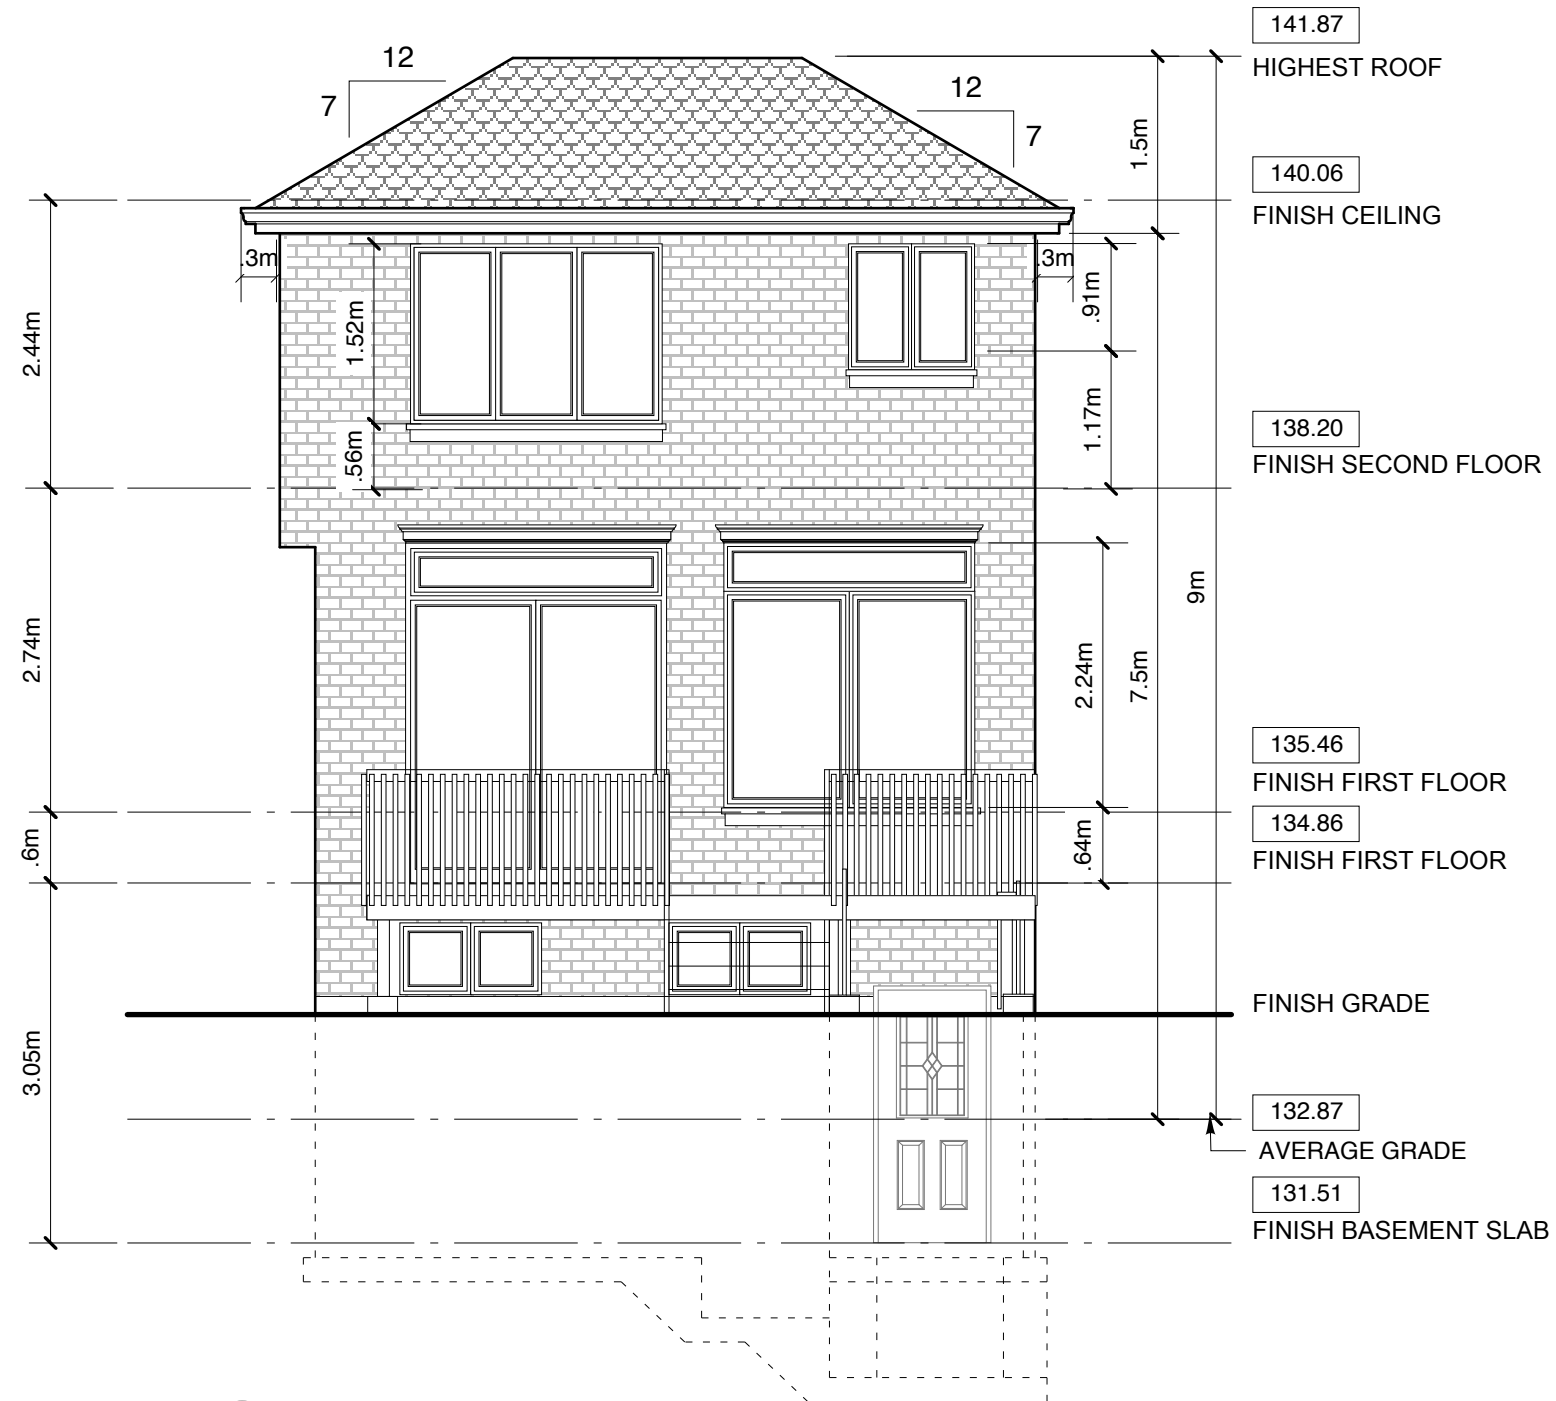 141.87
HIGHEST ROOF
12
7
12
7
1.5m
140.06
FINISH CEILING
.3m
.3m
1.52m
.91m
2.44m
.56m
1.17m
138.20
FINISH SECOND FLOOR
9m
2.74m
2.24m
7.5m
135.46
FINISH FIRST FLOOR
134.86
FINISH FIRST FLOOR
.6m
.64m
FINISH GRADE
3.05m
132.87
AVERAGE GRADE
131.51
FINISH BASEMENT SLAB